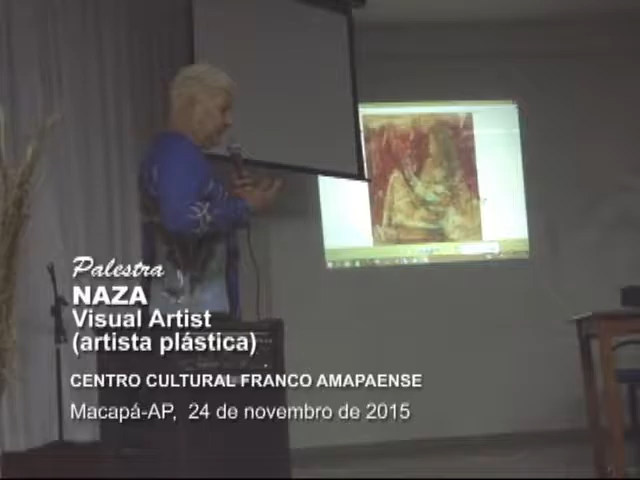 Palestra
NAZA
Visual Artist
(artista plástica)
CENTRO CULTURAL FRANCO AMAPAENSE
Macapá-AP, 24 de novembro de 2015